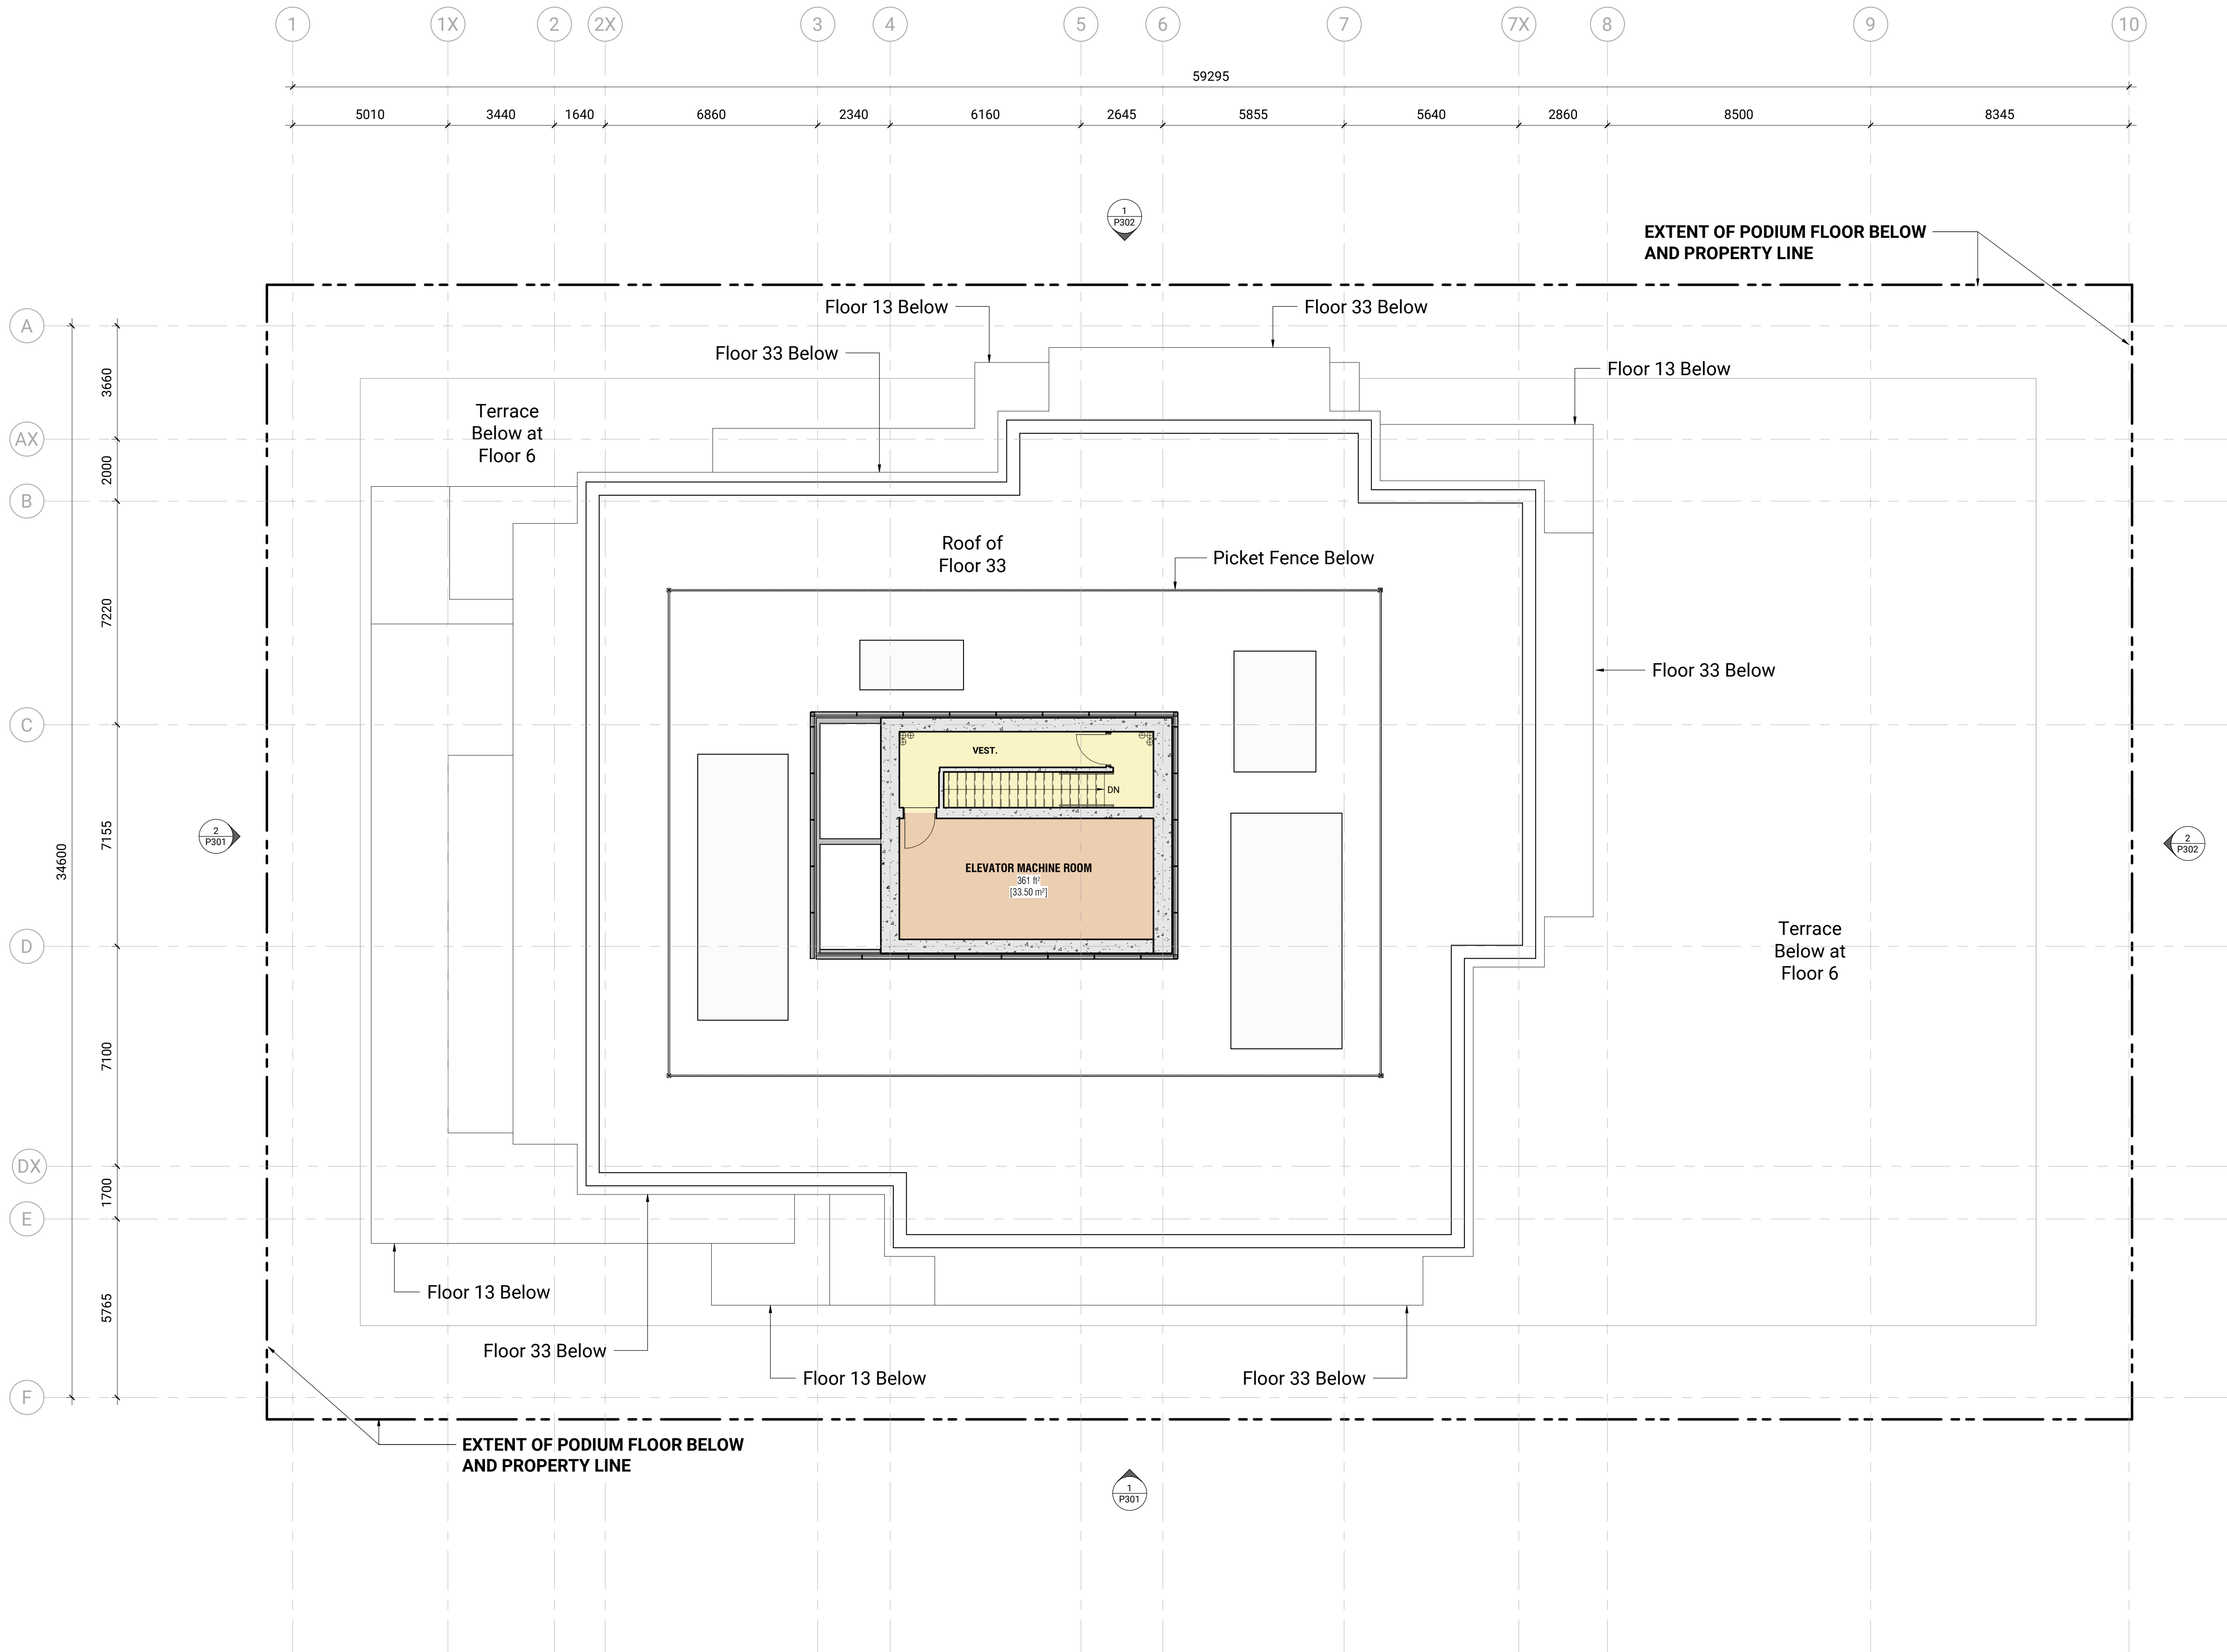 1 1X 2 2X 3 4 5 6 7 7X 8 9 10
59295
5010 3440 1640 6860 2340 6160 2645 5855 5640 2860 8500 8345
1
P302
EXTENT OF PODIUM FLOOR BELOW
AND PROPERTY LINE
Floor 13 Below
Floor 33 Below
A
Floor 33 Below
Floor 13 Below
3660
Terrace
Below at
Floor 6
AX
2000
B
Roof of
Floor 33
Picket Fence Below
7220
Floor 33 Below
C
VEST.
DN
2
P301
7155
34600
2
P302
ELEVATOR MACHINE ROOM
361 ft²
[33.50 m²]
D
Terrace
Below at
Floor 6
7100
DX
1700
E
Floor 13 Below
5765
Floor 33 Below
Floor 13 Below
Floor 33 Below
F
EXTENT OF PODIUM FLOOR BELOW
AND PROPERTY LINE
1
P301